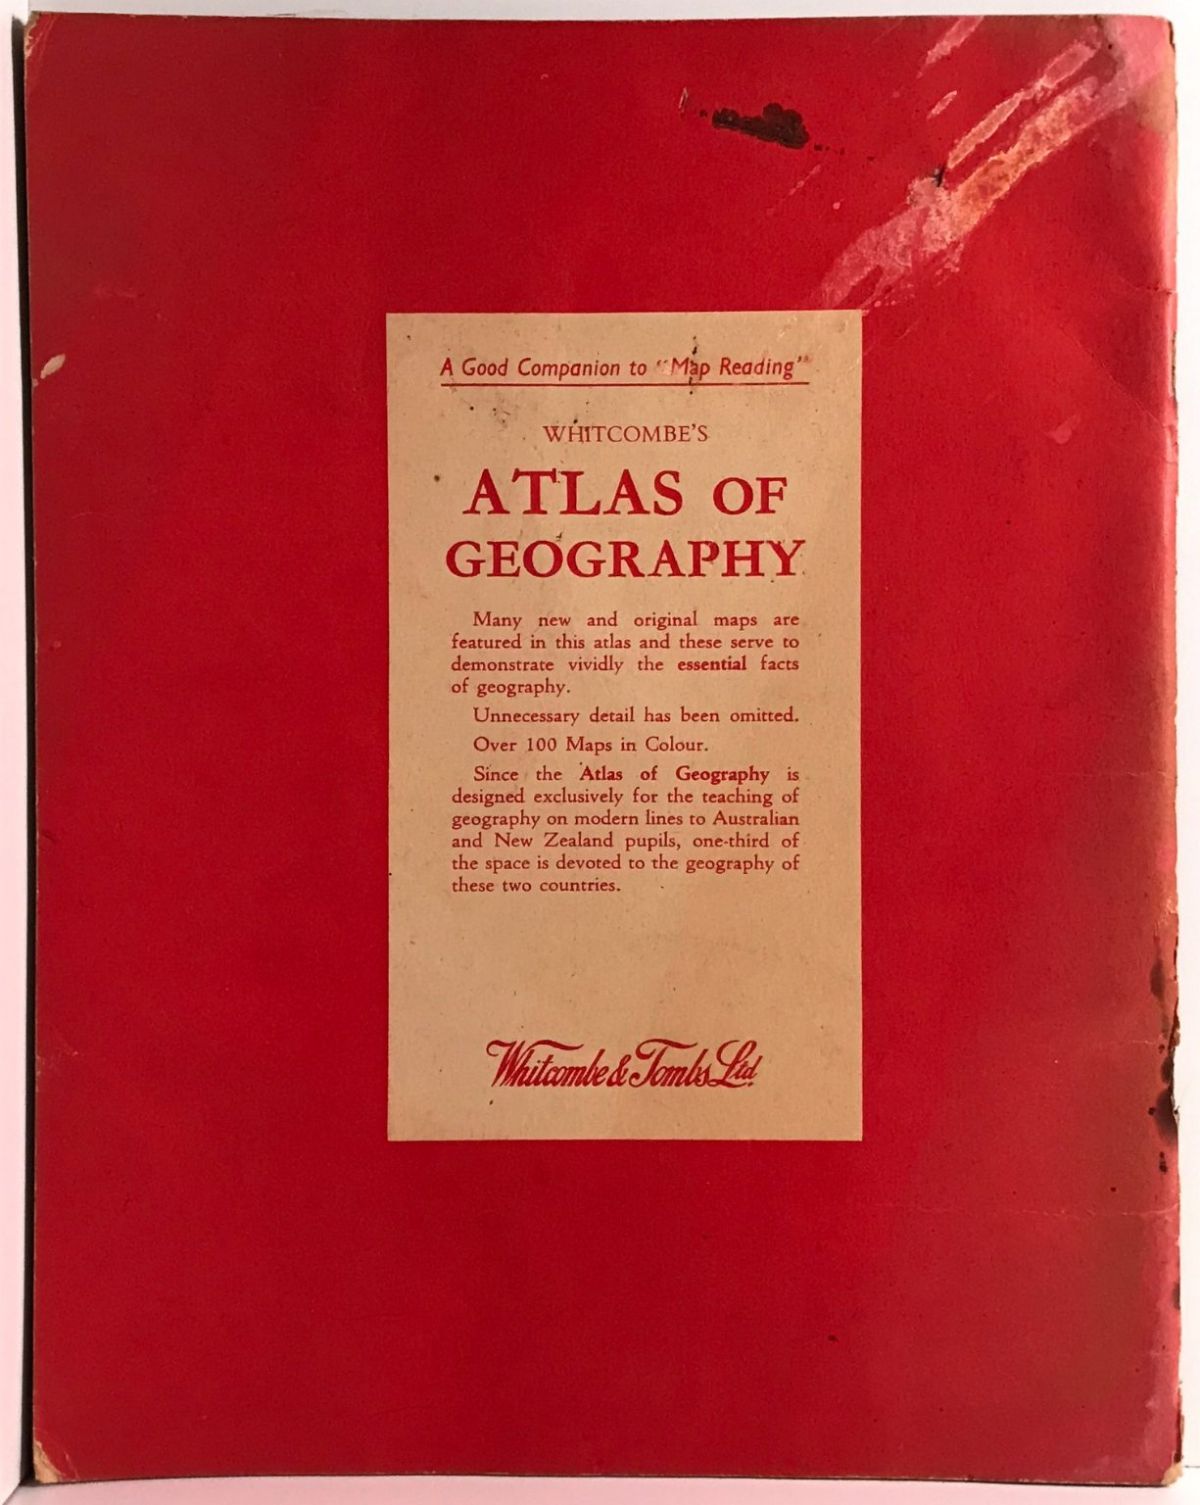 A Good Companion to "Map Reading"
WHITCOMBE'S
ATLAS OF
GEOGRAPHY
Many new and original maps are
featured in this atlas and these serve to
demonstrate vividly the essential facts
of geography.
Unnecessary detail has been omitted.
Over 100 Maps in Colour.
Since the Atlas of Geography is
designed exclusively for the teaching of
geography on modern lines to Australian
and New Zealand pupils, one-third of
the space is devoted to the geography of
these two countries.
Whitcombe & Tombs Ltd.